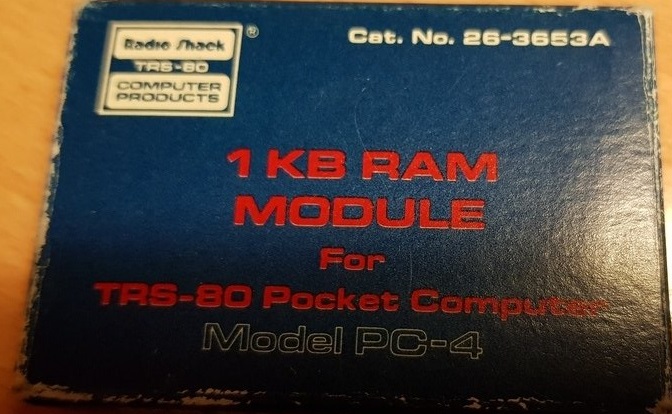 Radio Shack
TRS-80
COMPUTER
PRODUCTS
®
Cat. No. 26-3653A
1 KB RAM
MODULE
For
TRS-80 Pocket Computer
Model PC-4